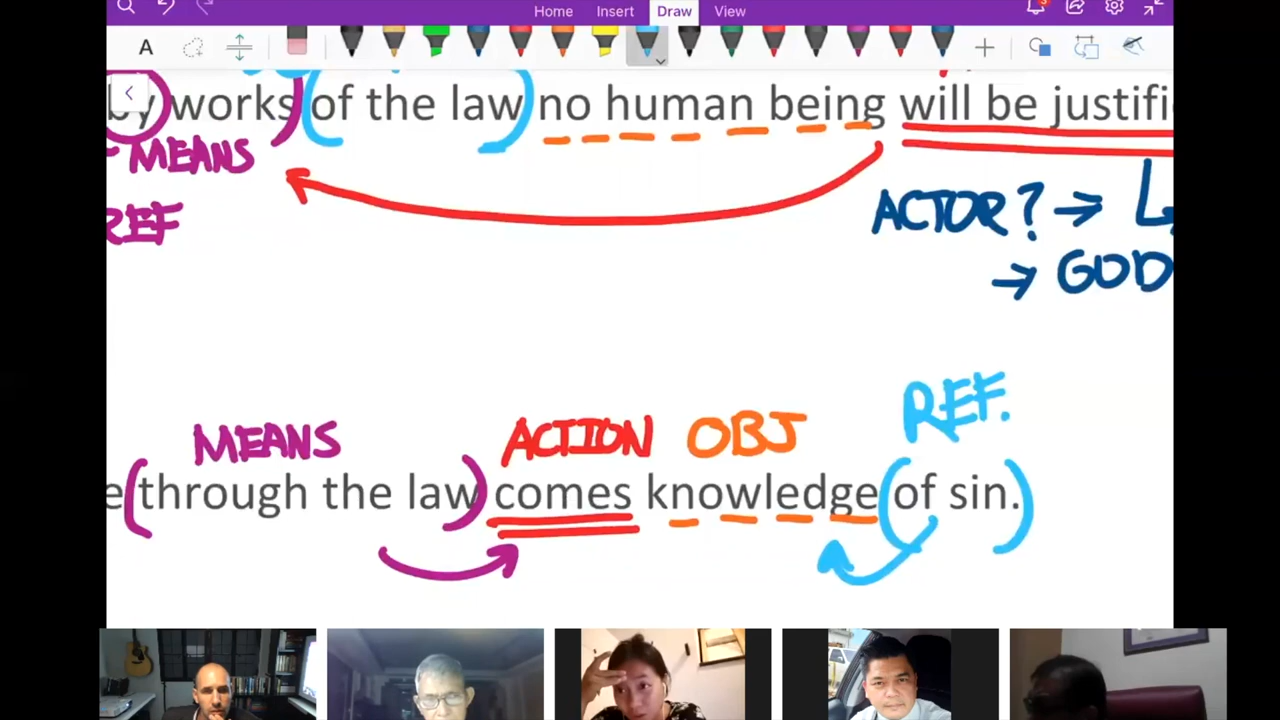 Home Insert Draw View
A
by works of the law no human being will be justifi
MEANS
REF
ACTOR? →
→ GOD
REF.
MEANS ACTION OBJ
e through the law comes knowledge of sin.